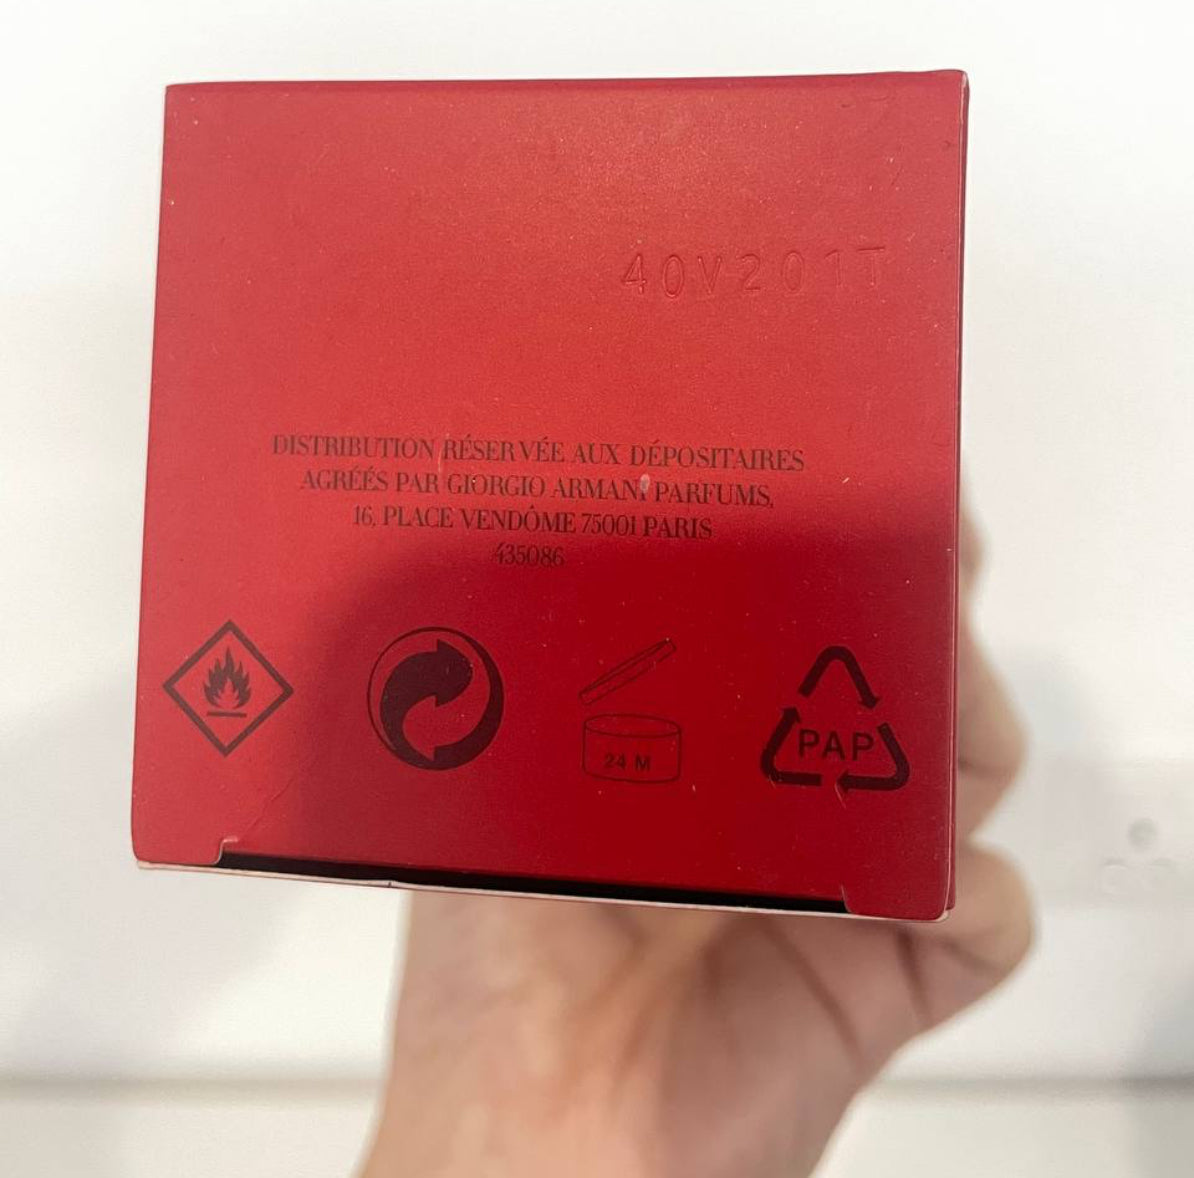 40V201T
DISTRIBUTION RÉSERVÉE AUX DÉPOSITAIRES
AGRÉÉS PAR GIORGIO ARMANI PARFUMS,
16, PLACE VENDÔME 75001 PARIS
435086
24 M
PAP